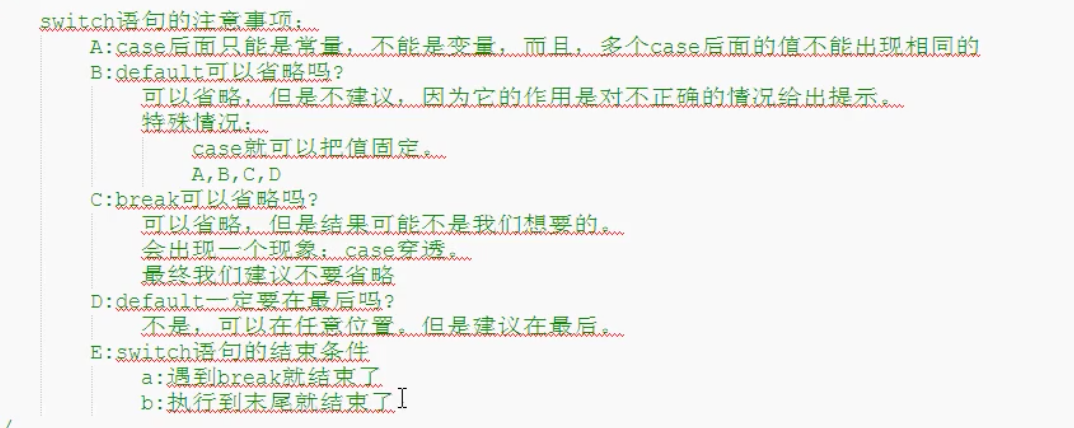 switch语句的注意事项：
A:case后面只能是常量，不能是变量，而且，多个case后面的值不能出现相同的
B:default可以省略吗?
可以省略，但是不建议，因为它的作用是对不正确的情况给出提示。
特殊情况：
case就可以把值固定。
A,B,C,D
C:break可以省略吗?
可以省略，但是结果可能不是我们想要的。
会出现一个现象：case穿透。
最终我们建议不要省略
D:default一定要在最后吗?
不是，可以在任意位置。但是建议在最后。
E:switch语句的结束条件
a:遇到break就结束了
b:执行到末尾就结束了
/